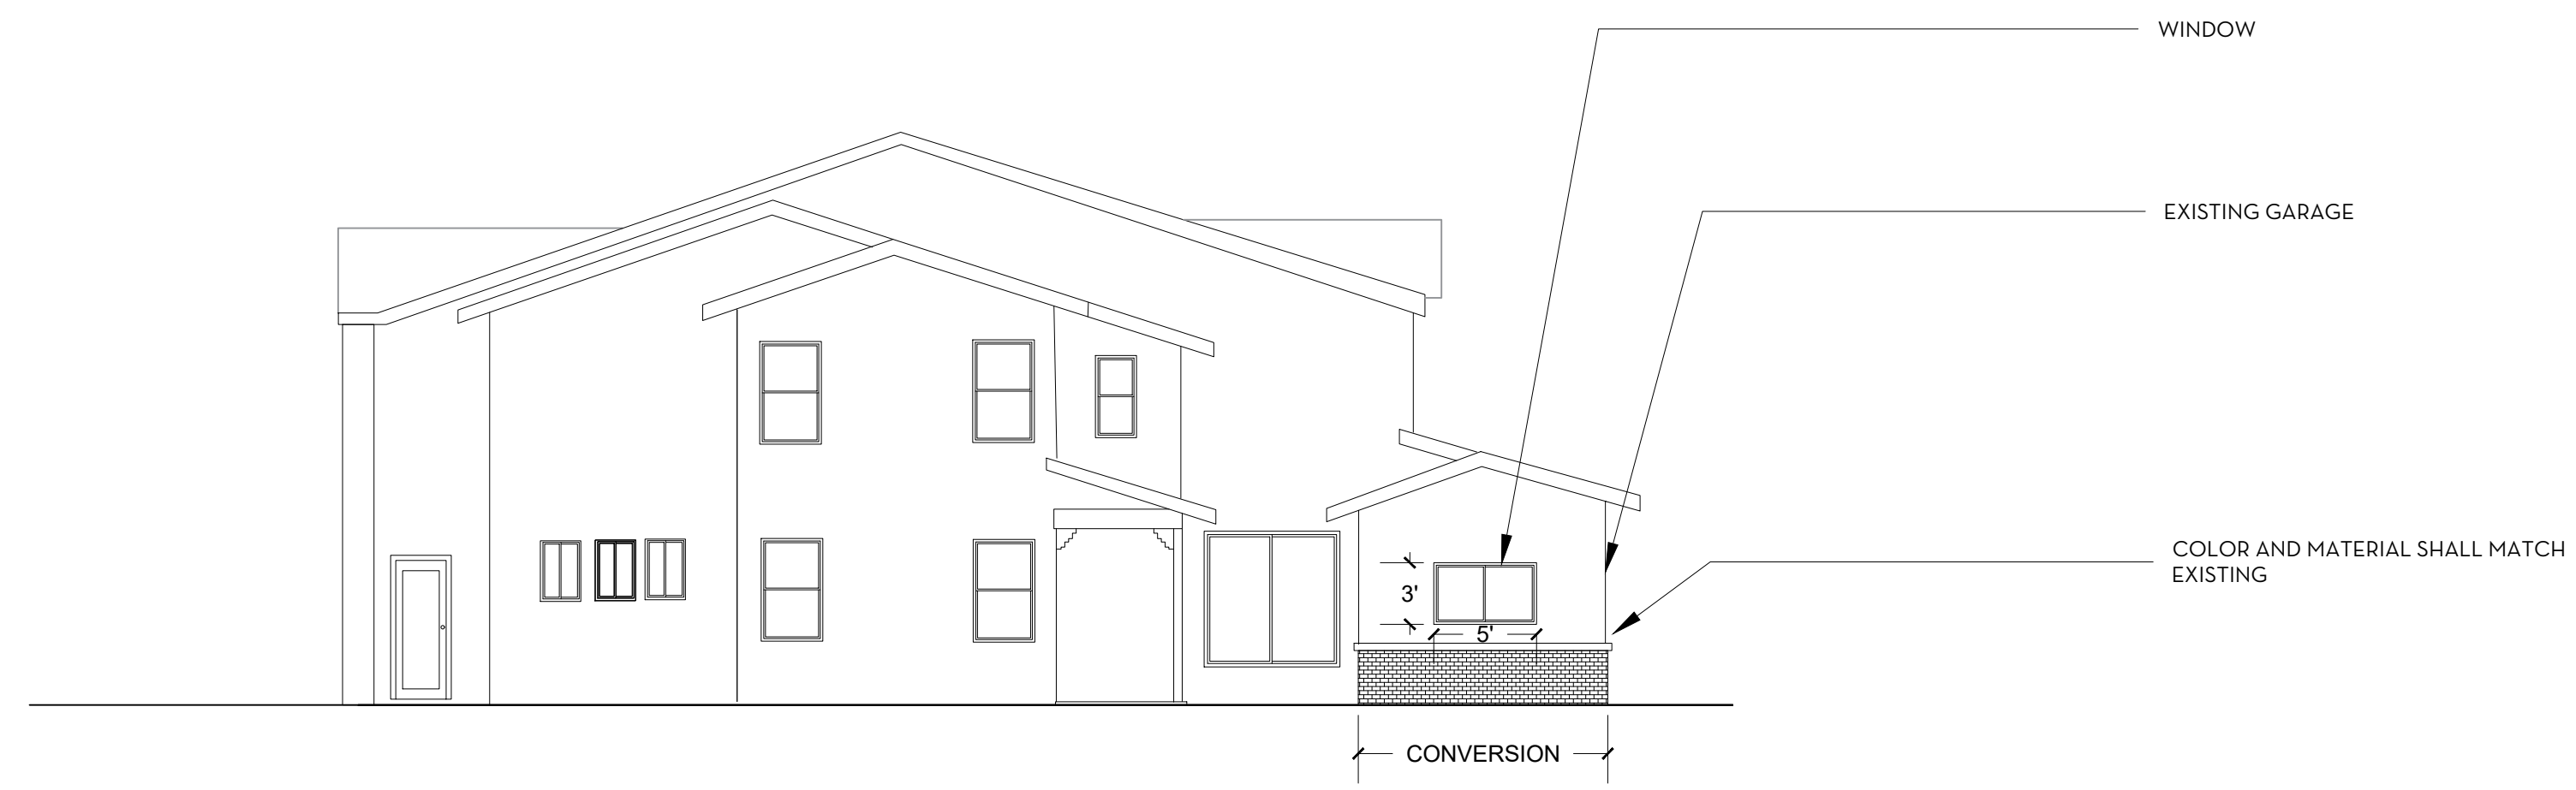 WINDOW
EXISTING GARAGE
COLOR AND MATERIAL SHALL MATCH
EXISTING
3'
5'
CONVERSION